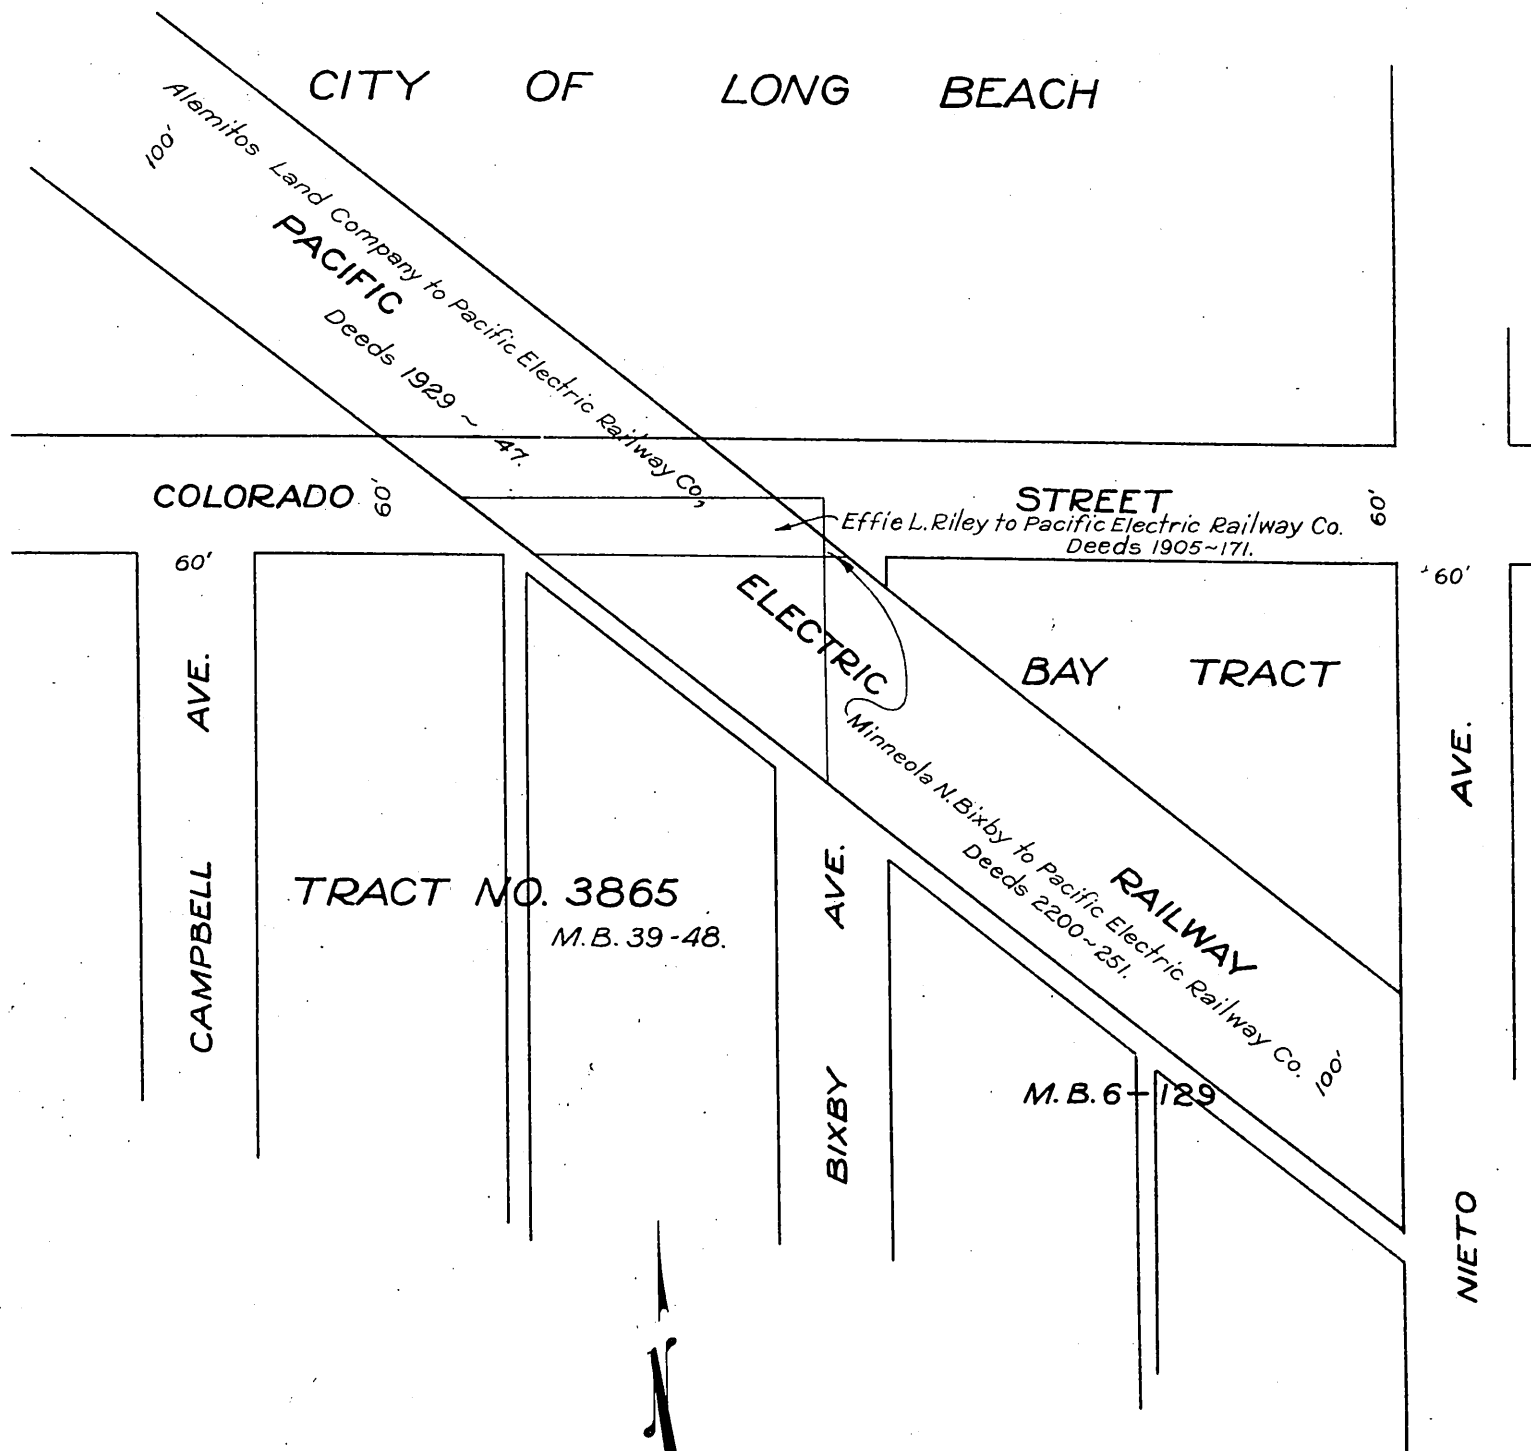 CITY OF LONG BEACH
Alamitos Land Company to Pacific Electric Railway Co.,
100'
PACIFIC
Deeds 1929 ~ 47.
COLORADO 60'
STREET
60'
Effie L. Riley to Pacific Electric Railway Co.
Deeds 1905~171.
60'
60'
ELECTRIC
BAY TRACT
Minneola N. Bixby to Pacific Electric Railway Co.
Deeds 2200~251.
RAILWAY
100'
CAMPBELL AVE.
TRACT NO. 3865
M.B. 39-48.
BIXBY AVE.
M.B. 6-129
NIETO AVE.
N